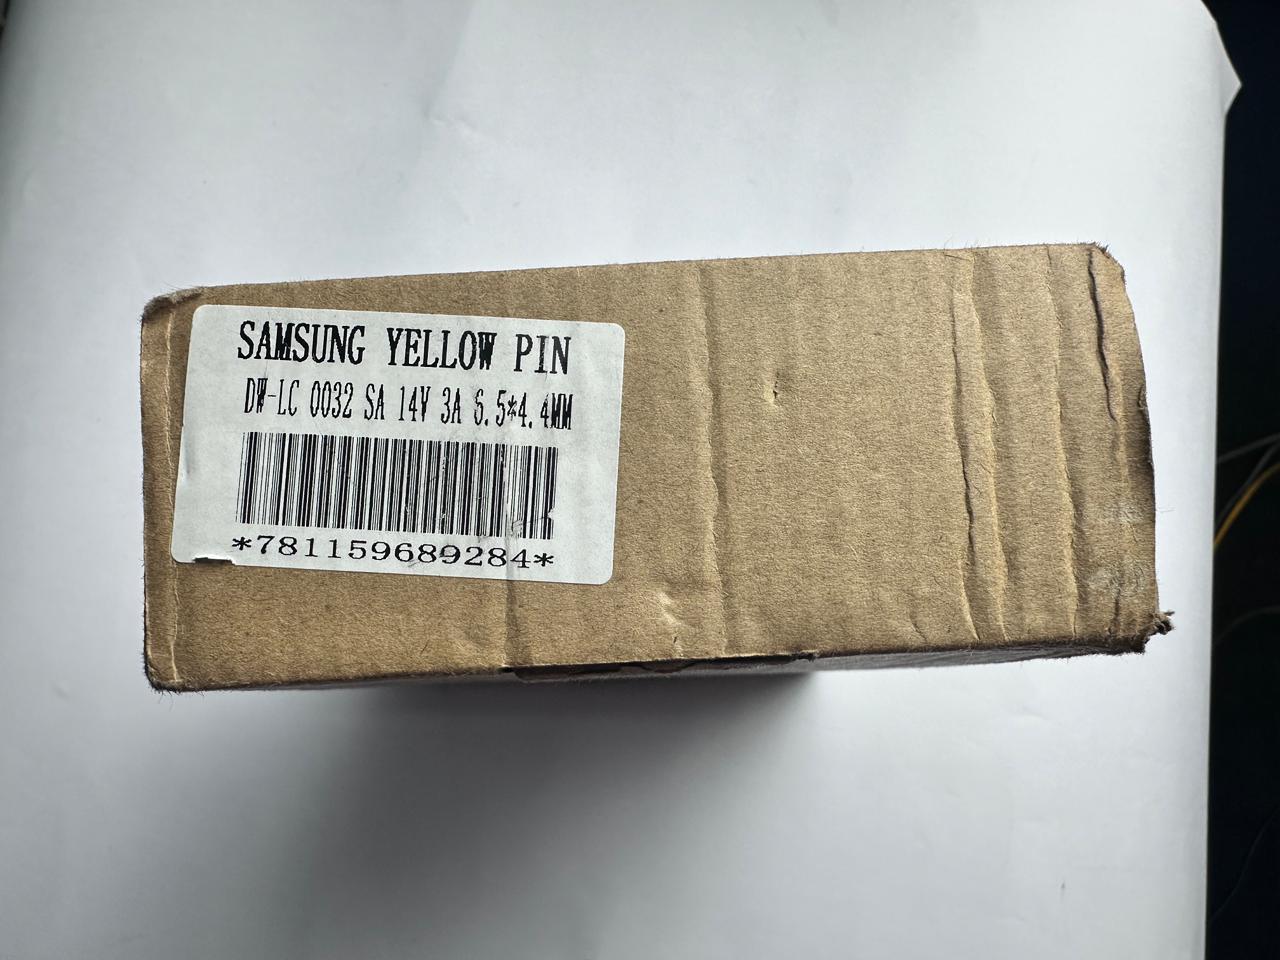 SAMSUNG YELLOW PIN
DW-LC 0032 SA 14V 3A 6.5*4.4MM
*781159689284*